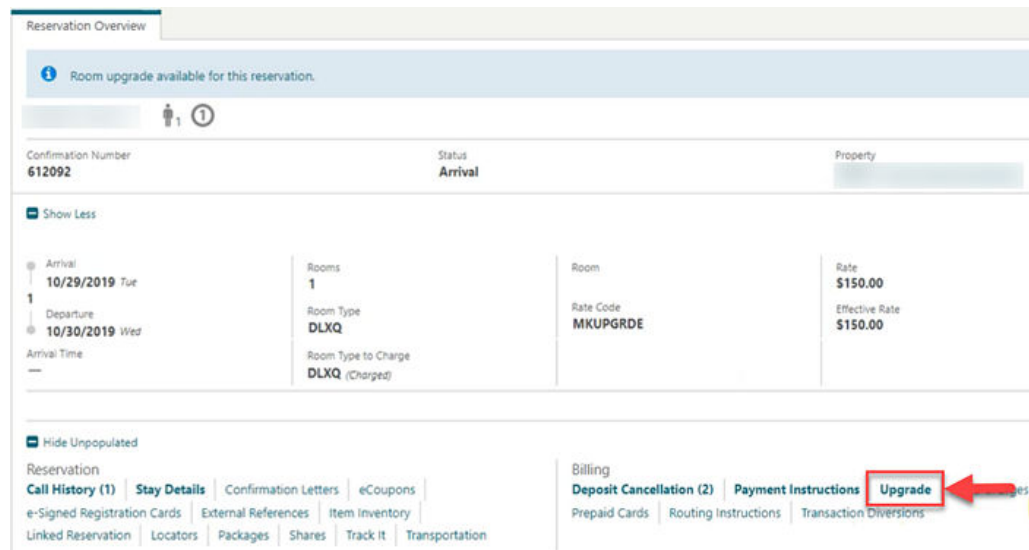 Reservation Overview
Room upgrade available for this reservation.
1 1
Confirmation Number Status Property
612092 Arrival
Show Less
Arrival Rooms Room Rate
10/29/2019 Tue 1 $150.00
1
Departure Room Type Rate Code Effective Rate
10/30/2019 Wed DLXQ MKUPGRDE $150.00
Arrival Time Room Type to Charge
— DLXQ (Charged)
Hide Unpopulated
Reservation Billing
Call History (1) Stay Details Confirmation Letters eCoupons Deposit Cancellation (2) Payment Instructions Upgrade
e-Signed Registration Cards External References Item Inventory Prepaid Cards Routing Instructions Transaction Diversions
Linked Reservation Locators Packages Shares Track It Transportation